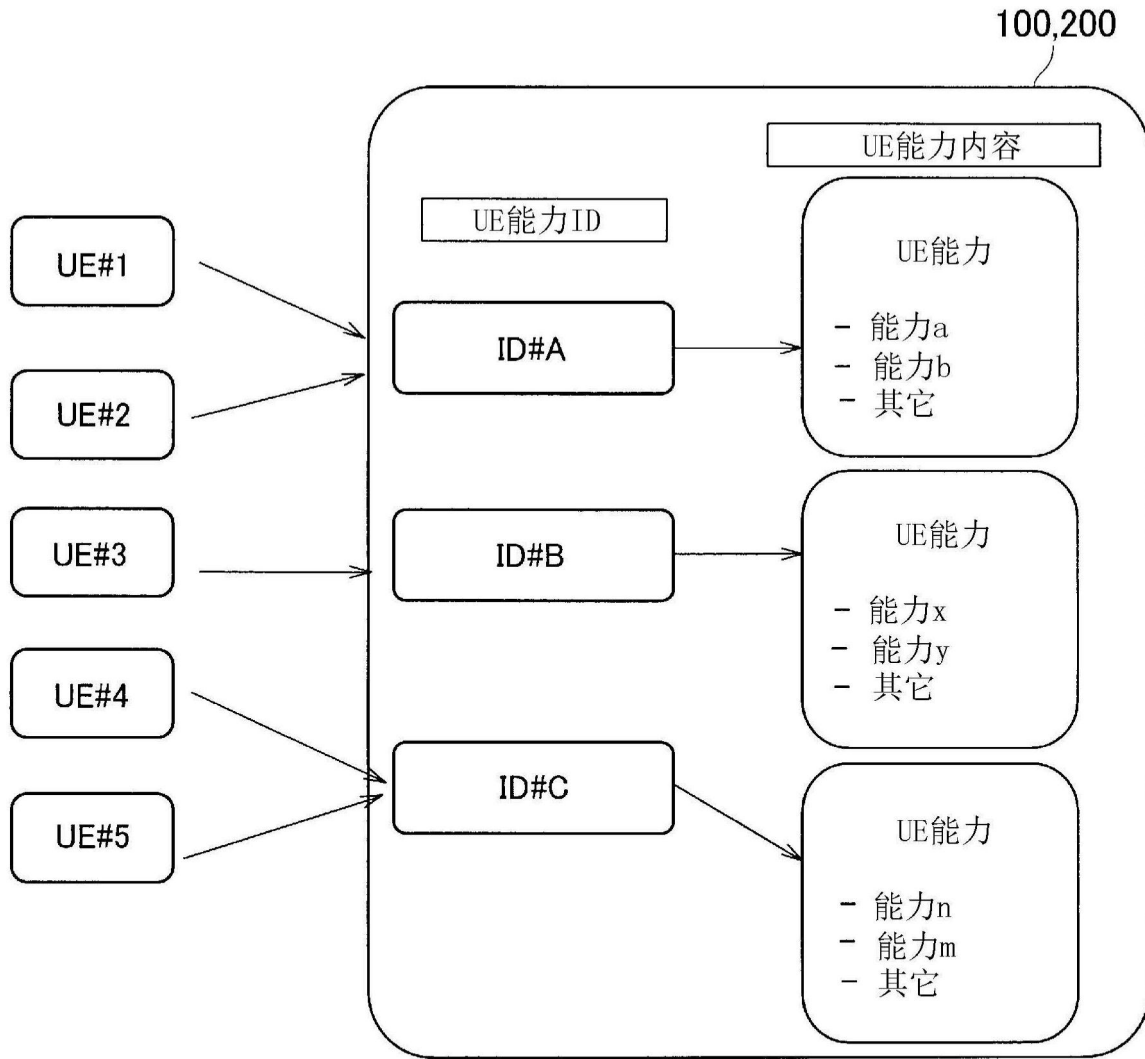 100,200
UE能力内容
UE能力ID
UE#1
UE#2
UE#3
UE#4
UE#5
ID#A
ID#B
ID#C
UE能力
- 能力a
- 能力b
- 其它
UE能力
- 能力x
- 能力y
- 其它
UE能力
- 能力n
- 能力m
- 其它